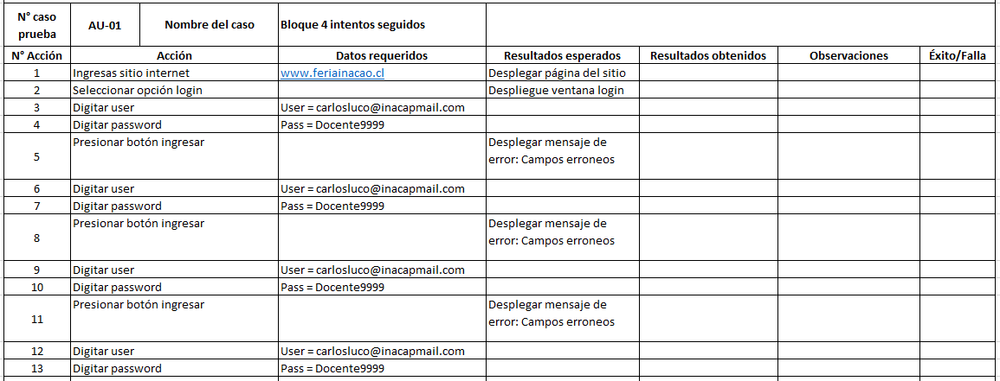 N° caso prueba AU-01 Nombre del caso Bloque 4 intentos seguidos
N° Acción Acción Datos requeridos Resultados esperados Resultados obtenidos Observaciones Éxito/Falla
1 Ingresas sitio internet www.feriainacao.cl Desplegar página del sitio
2 Seleccionar opción login Despliegue ventana login
3 Digitar user User = carlosluco@inacapmail.com
4 Digitar password Pass = Docente9999
5 Presionar botón ingresar Desplegar mensaje de error: Campos erroneos
6 Digitar user User = carlosluco@inacapmail.com
7 Digitar password Pass = Docente9999
8 Presionar botón ingresar Desplegar mensaje de error: Campos erroneos
9 Digitar user User = carlosluco@inacapmail.com
10 Digitar password Pass = Docente9999
11 Presionar botón ingresar Desplegar mensaje de error: Campos erroneos
12 Digitar user User = carlosluco@inacapmail.com
13 Digitar password Pass = Docente9999